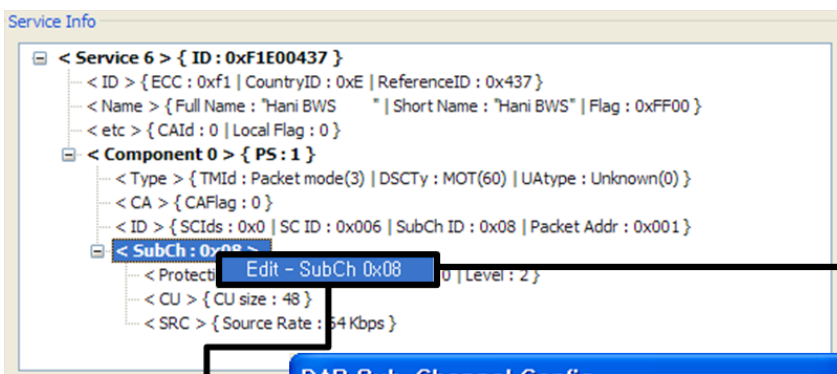 Service Info
< Service 6 > { ID : 0xF1E00437 }
< ID > { ECC : 0xf1 | CountryID : 0xE | ReferenceID : 0x437 }
< Name > { Full Name : "Hani BWS        " | Short Name : "Hani BWS" | Flag : 0xFF00 }
< etc > { CAId : 0 | Local Flag : 0 }
< Component 0 > { PS : 1 }
< Type > { TMId : Packet mode(3) | DSCTy : MOT(60) | UAtype : Unknown(0) }
< CA > { CAFlag : 0 }
< ID > { SCIds : 0x0 | SC ID : 0x006 | SubCh ID : 0x08 | Packet Addr : 0x001 }
< SubCh : 0x08 >
Edit - SubCh 0x08
< Protecti 0 | Level : 2 }
< CU > { CU size : 48 }
< SRC > { Source Rate : 64 Kbps }